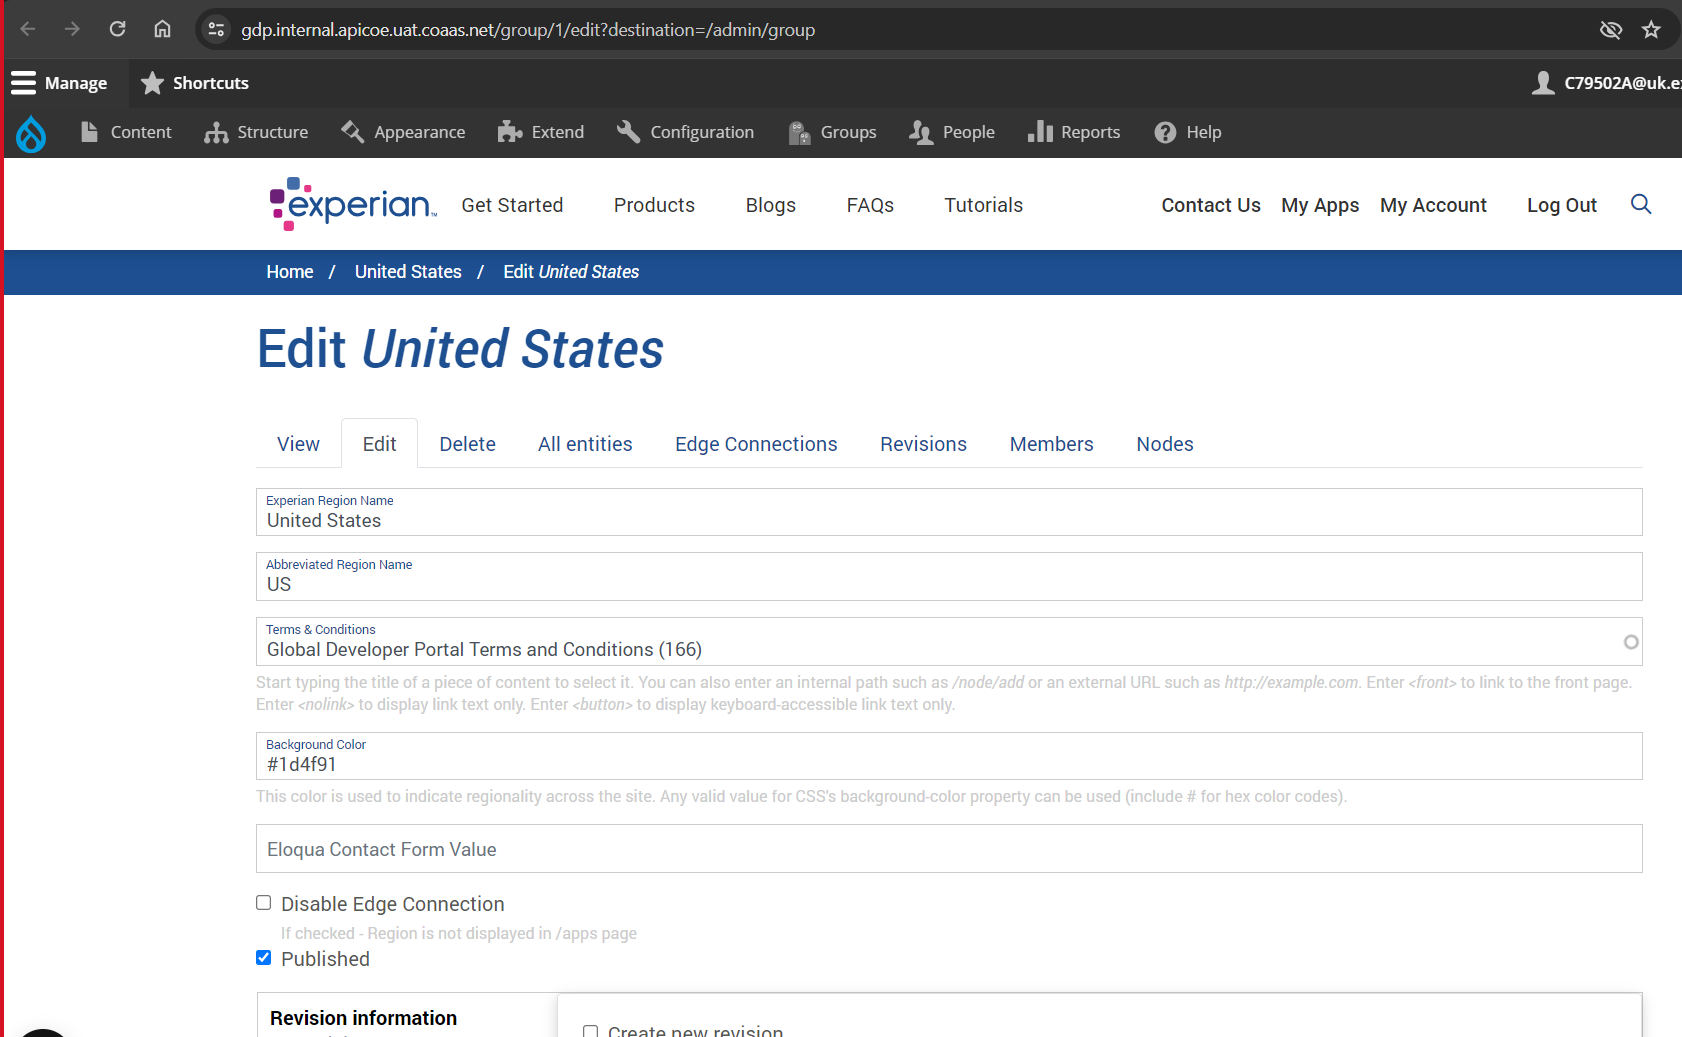 gdp.internal.apicoe.uat.coaas.net/group/1/edit?destination=/admin/group
Manage Shortcuts C79502A@uk.e
Content Structure Appearance Extend Configuration Groups People Reports Help
experian™ Get Started Products Blogs FAQs Tutorials Contact Us My Apps My Account Log Out
Home / United States / Edit United States
Edit United States
View Edit Delete All entities Edge Connections Revisions Members Nodes
Experian Region Name
United States
Abbreviated Region Name
US
Terms & Conditions
Global Developer Portal Terms and Conditions (166)
Start typing the title of a piece of content to select it. You can also enter an internal path such as /node/add or an external URL such as http://example.com. Enter <front> to link to the front page.
Enter <nolink> to display link text only. Enter <button> to display keyboard-accessible link text only.
Background Color
#1d4f91
This color is used to indicate regionality across the site. Any valid value for CSS's background-color property can be used (include # for hex color codes).
Eloqua Contact Form Value
Disable Edge Connection
If checked - Region is not displayed in /apps page
Published
Revision information
Create new revision